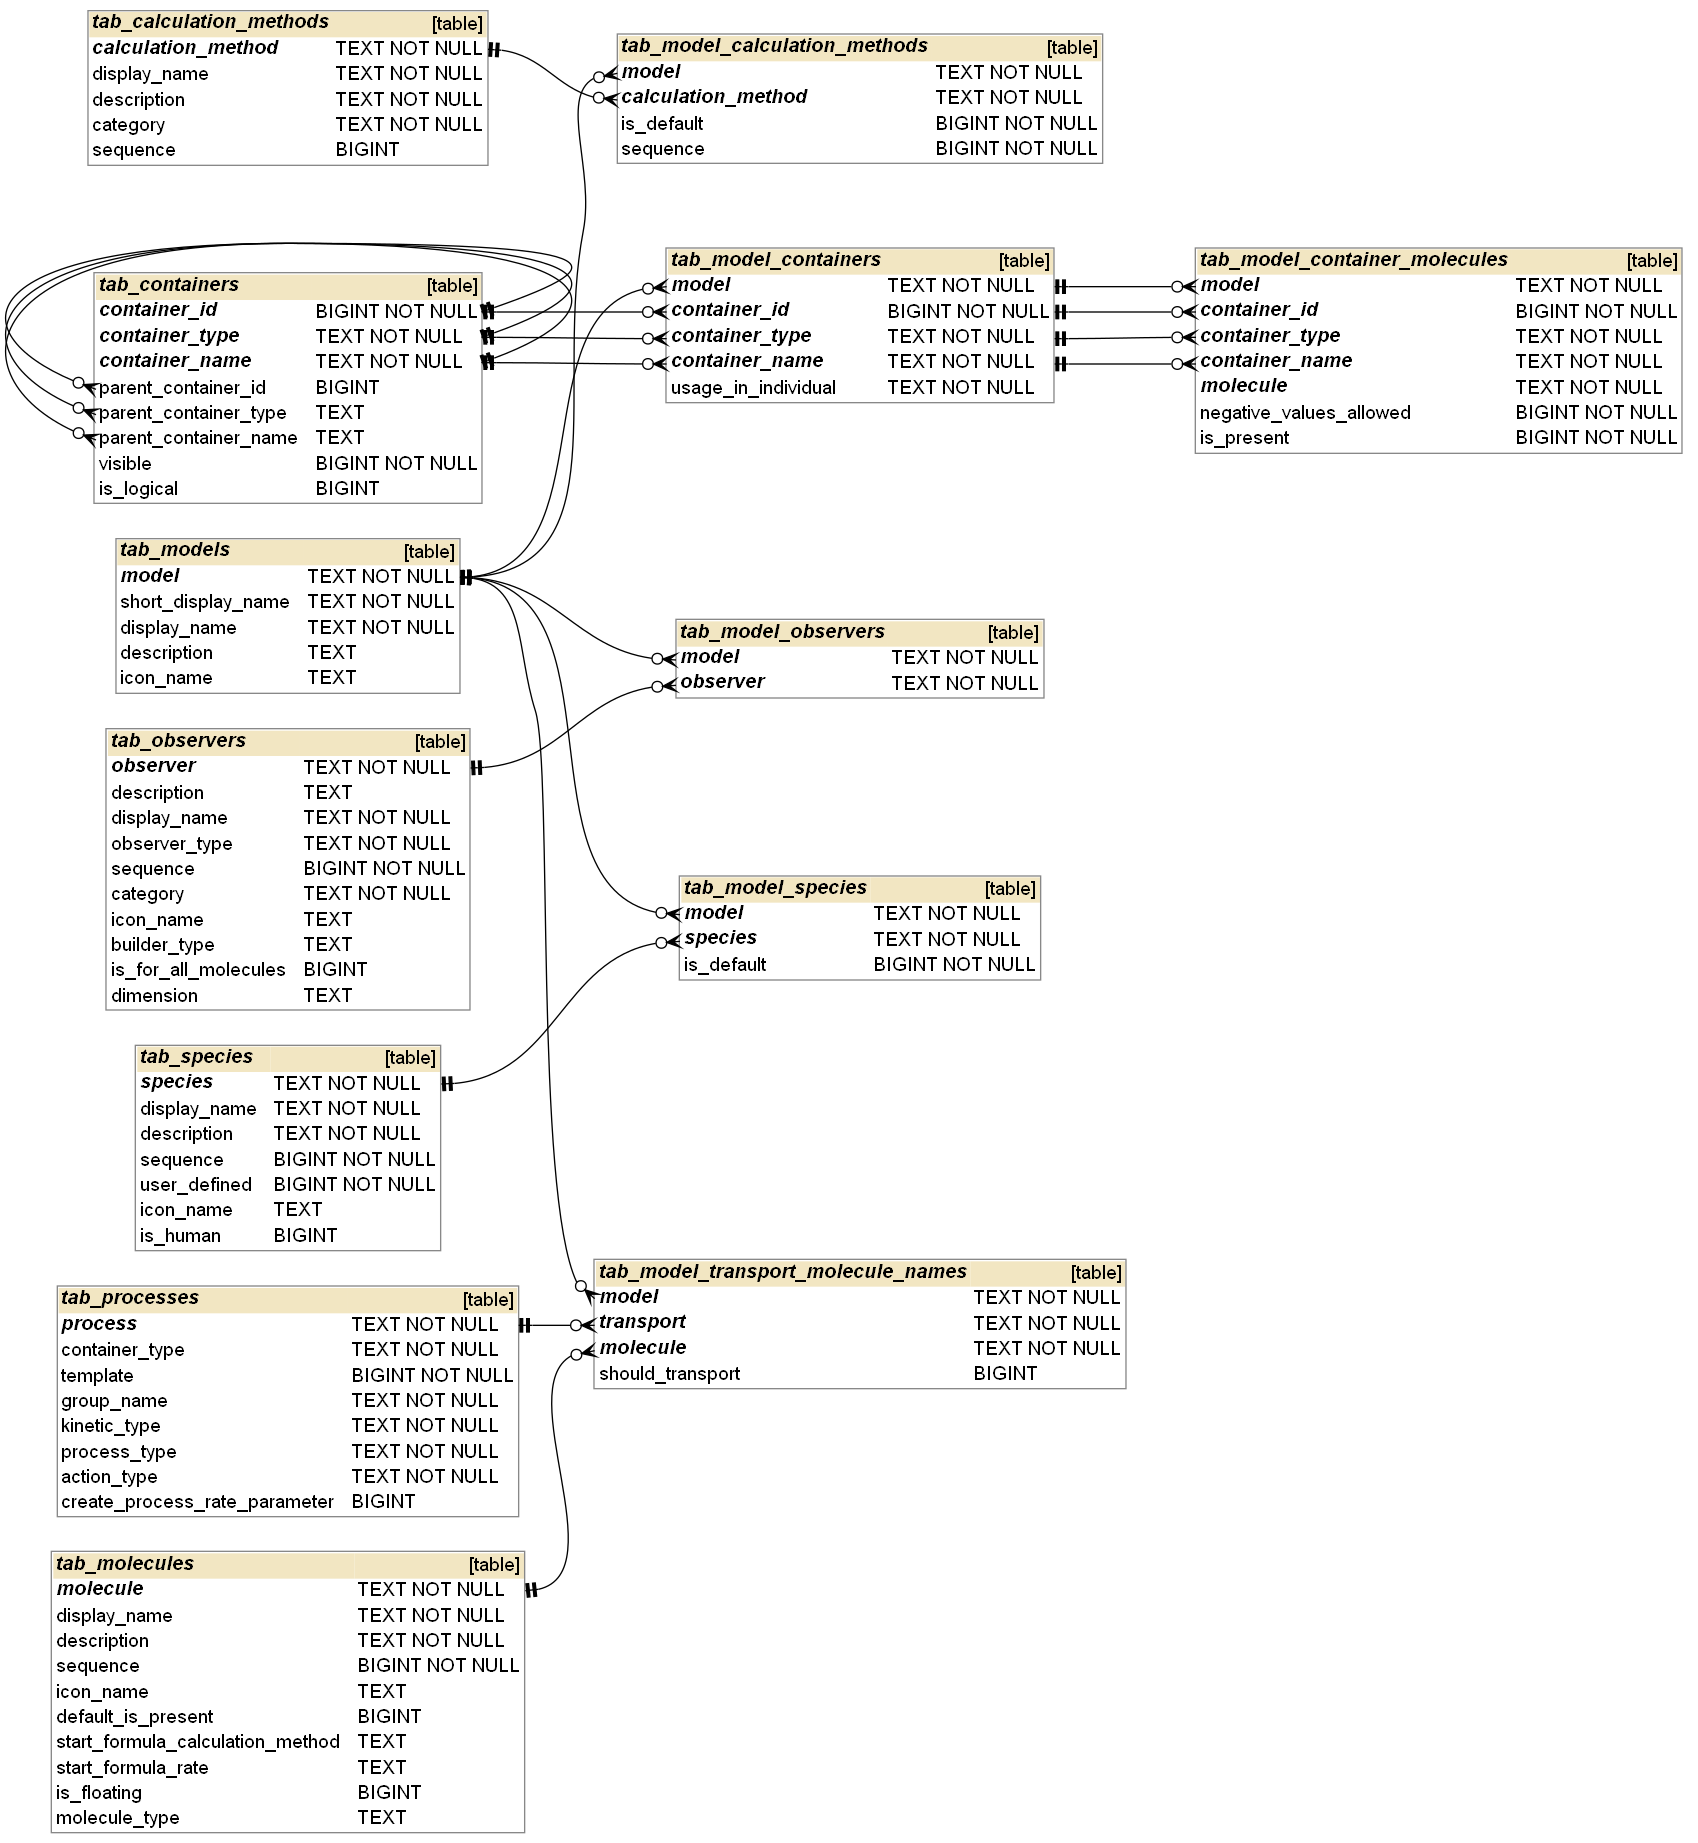 tab_calculation_methods [table]
calculation_method TEXT NOT NULL
display_name TEXT NOT NULL
description TEXT NOT NULL
category TEXT NOT NULL
sequence BIGINT
tab_model_calculation_methods [table]
model TEXT NOT NULL
calculation_method TEXT NOT NULL
is_default BIGINT NOT NULL
sequence BIGINT NOT NULL
tab_containers [table]
container_id BIGINT NOT NULL
container_type TEXT NOT NULL
container_name TEXT NOT NULL
parent_container_id BIGINT
parent_container_type TEXT
parent_container_name TEXT
visible BIGINT NOT NULL
is_logical BIGINT
tab_model_containers [table]
model TEXT NOT NULL
container_id BIGINT NOT NULL
container_type TEXT NOT NULL
container_name TEXT NOT NULL
usage_in_individual TEXT NOT NULL
tab_model_container_molecules [table]
model TEXT NOT NULL
container_id BIGINT NOT NULL
container_type TEXT NOT NULL
container_name TEXT NOT NULL
molecule TEXT NOT NULL
negative_values_allowed BIGINT NOT NULL
is_present BIGINT NOT NULL
tab_models [table]
model TEXT NOT NULL
short_display_name TEXT NOT NULL
display_name TEXT NOT NULL
description TEXT
icon_name TEXT
tab_model_observers [table]
model TEXT NOT NULL
observer TEXT NOT NULL
tab_observers [table]
observer TEXT NOT NULL
description TEXT
display_name TEXT NOT NULL
observer_type TEXT NOT NULL
sequence BIGINT NOT NULL
category TEXT NOT NULL
icon_name TEXT
builder_type TEXT
is_for_all_molecules BIGINT
dimension TEXT
tab_model_species [table]
model TEXT NOT NULL
species TEXT NOT NULL
is_default BIGINT NOT NULL
tab_species [table]
species TEXT NOT NULL
display_name TEXT NOT NULL
description TEXT NOT NULL
sequence BIGINT NOT NULL
user_defined BIGINT NOT NULL
icon_name TEXT
is_human BIGINT
tab_model_transport_molecule_names [table]
model TEXT NOT NULL
transport TEXT NOT NULL
molecule TEXT NOT NULL
should_transport BIGINT
tab_processes [table]
process TEXT NOT NULL
container_type TEXT NOT NULL
template BIGINT NOT NULL
group_name TEXT NOT NULL
kinetic_type TEXT NOT NULL
process_type TEXT NOT NULL
action_type TEXT NOT NULL
create_process_rate_parameter BIGINT
tab_molecules [table]
molecule TEXT NOT NULL
display_name TEXT NOT NULL
description TEXT NOT NULL
sequence BIGINT NOT NULL
icon_name TEXT
default_is_present BIGINT
start_formula_calculation_method TEXT
start_formula_rate TEXT
is_floating BIGINT
molecule_type TEXT